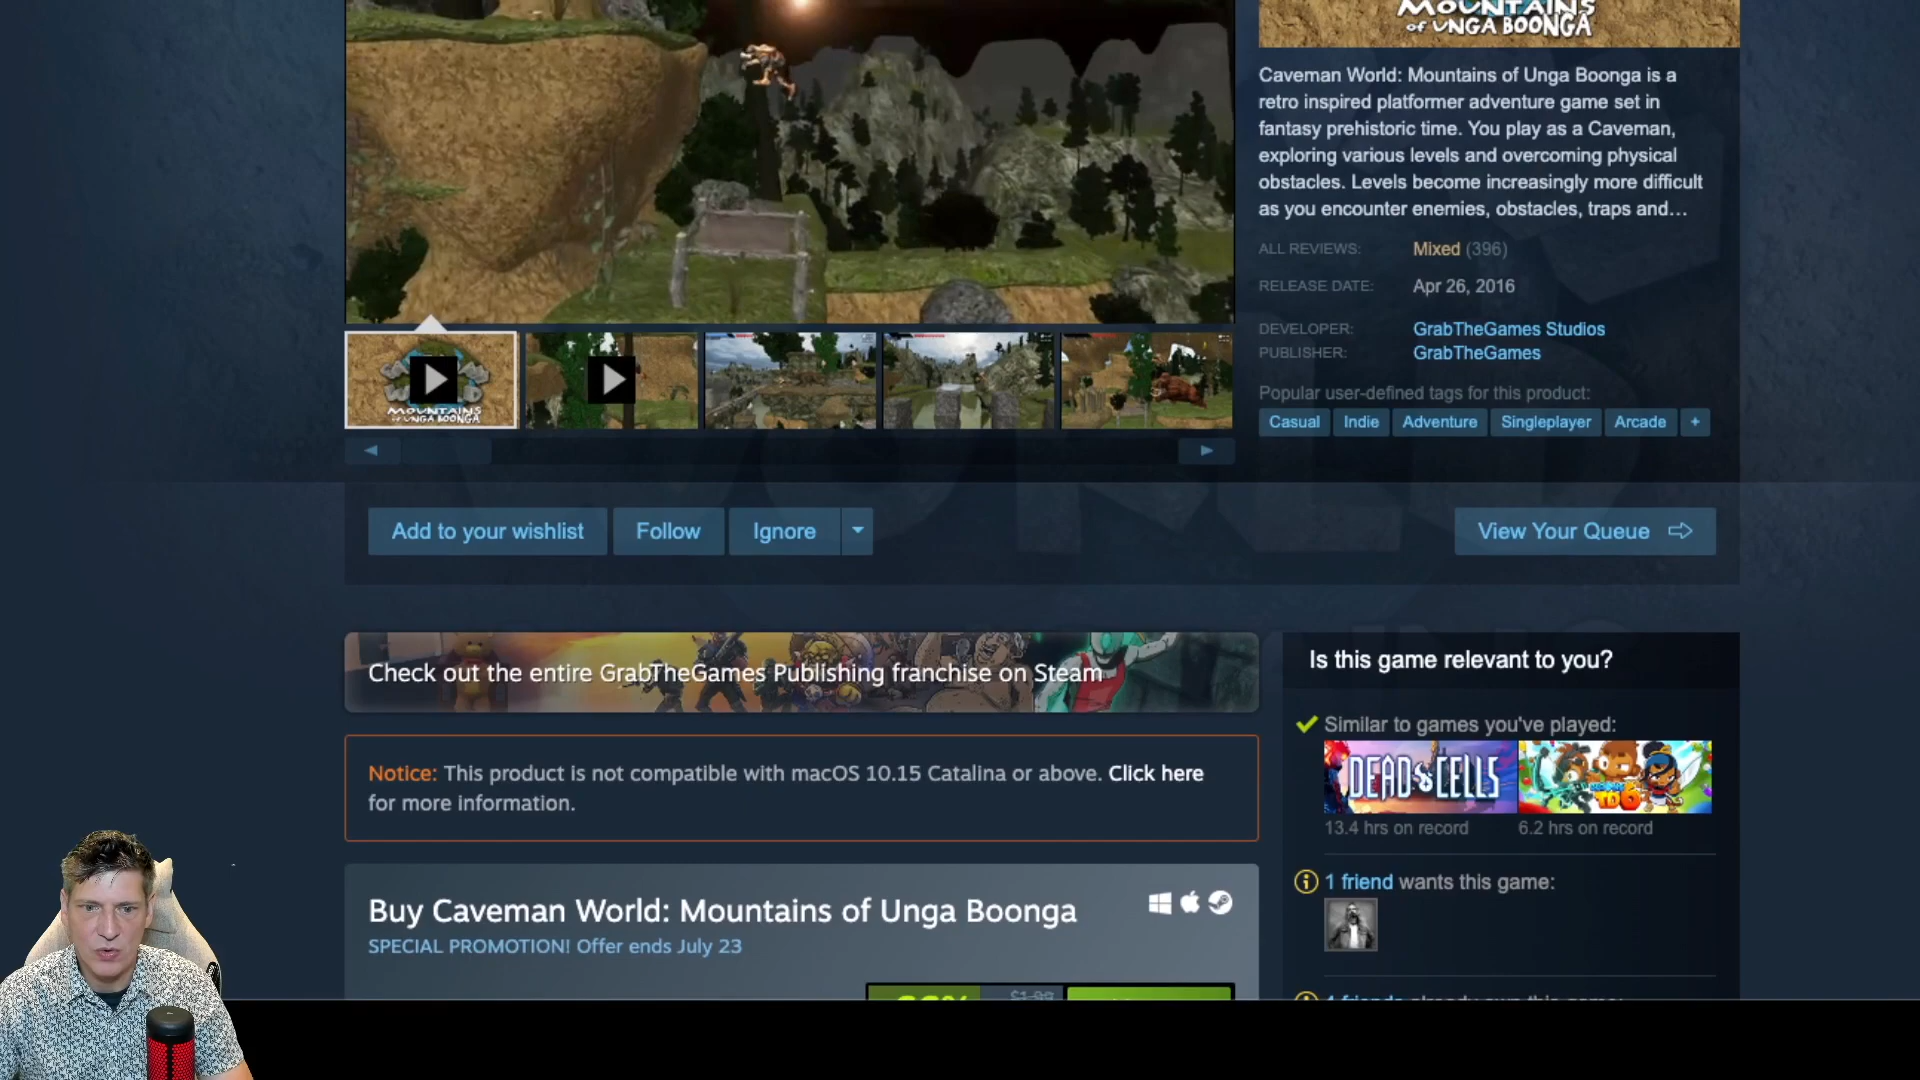 MOUNTAINS
of UNGA BOONGA
Caveman World: Mountains of Unga Boonga is a
retro inspired platformer adventure game set in
fantasy prehistoric time. You play as a Caveman,
exploring various levels and overcoming physical
obstacles. Levels become increasingly more difficult
as you encounter enemies, obstacles, traps and...
ALL REVIEWS: Mixed (396)
RELEASE DATE: Apr 26, 2016
DEVELOPER: GrabTheGames Studios
PUBLISHER: GrabTheGames
Popular user-defined tags for this product:
Casual Indie Adventure Singleplayer Arcade +
MOUNTAINS
of UNGA BOONGA
Add to your wishlist Follow Ignore View Your Queue
Check out the entire GrabTheGames Publishing franchise on Steam
Notice: This product is not compatible with macOS 10.15 Catalina or above. Click here
for more information.
Buy Caveman World: Mountains of Unga Boonga
SPECIAL PROMOTION! Offer ends July 23
Is this game relevant to you?
Similar to games you've played:
DEAD CELLS
TD6
13.4 hrs on record 6.2 hrs on record
1 friend wants this game: